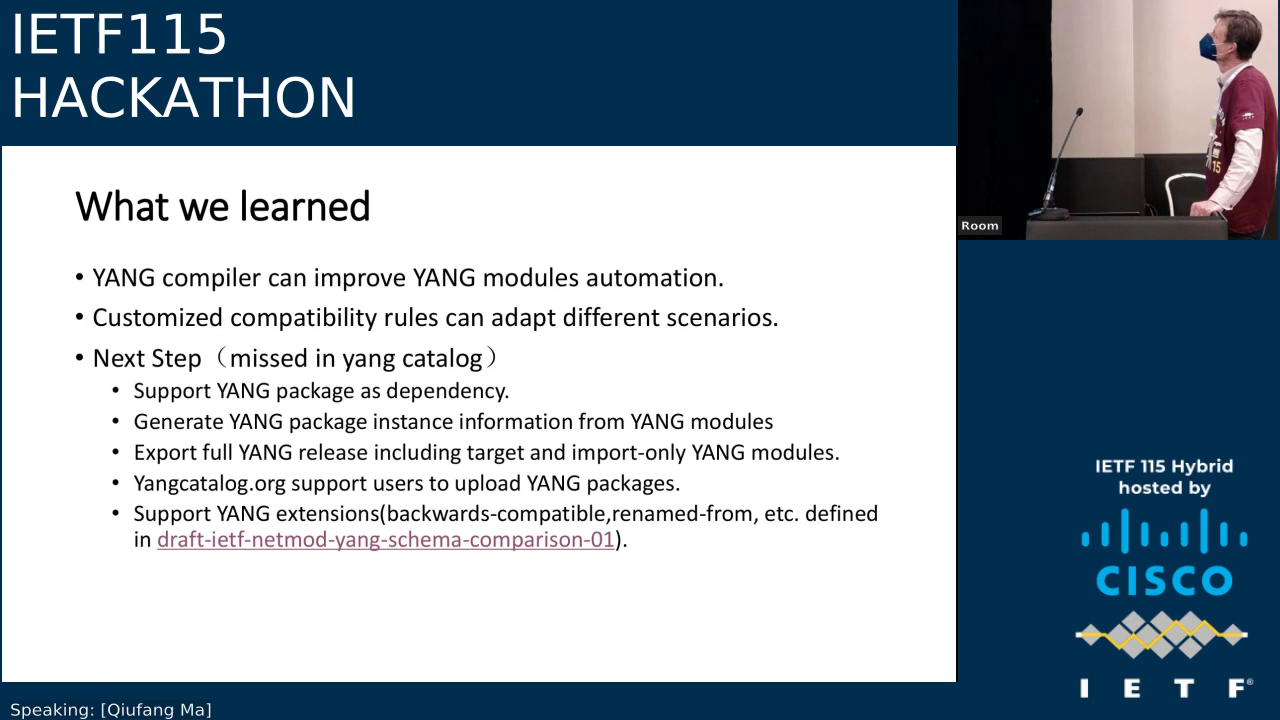 IETF115
HACKATHON
What we learned
• YANG compiler can improve YANG modules automation.
• Customized compatibility rules can adapt different scenarios.
• Next Step（missed in yang catalog）
• Support YANG package as dependency.
• Generate YANG package instance information from YANG modules
• Export full YANG release including target and import-only YANG modules.
• Yangcatalog.org support users to upload YANG packages.
• Support YANG extensions(backwards-compatible,renamed-from, etc. defined
in draft-ietf-netmod-yang-schema-comparison-01).
Room
15
IETF 115 Hybrid
hosted by
CISCO
I E T F®
Speaking: [Qiufang Ma]